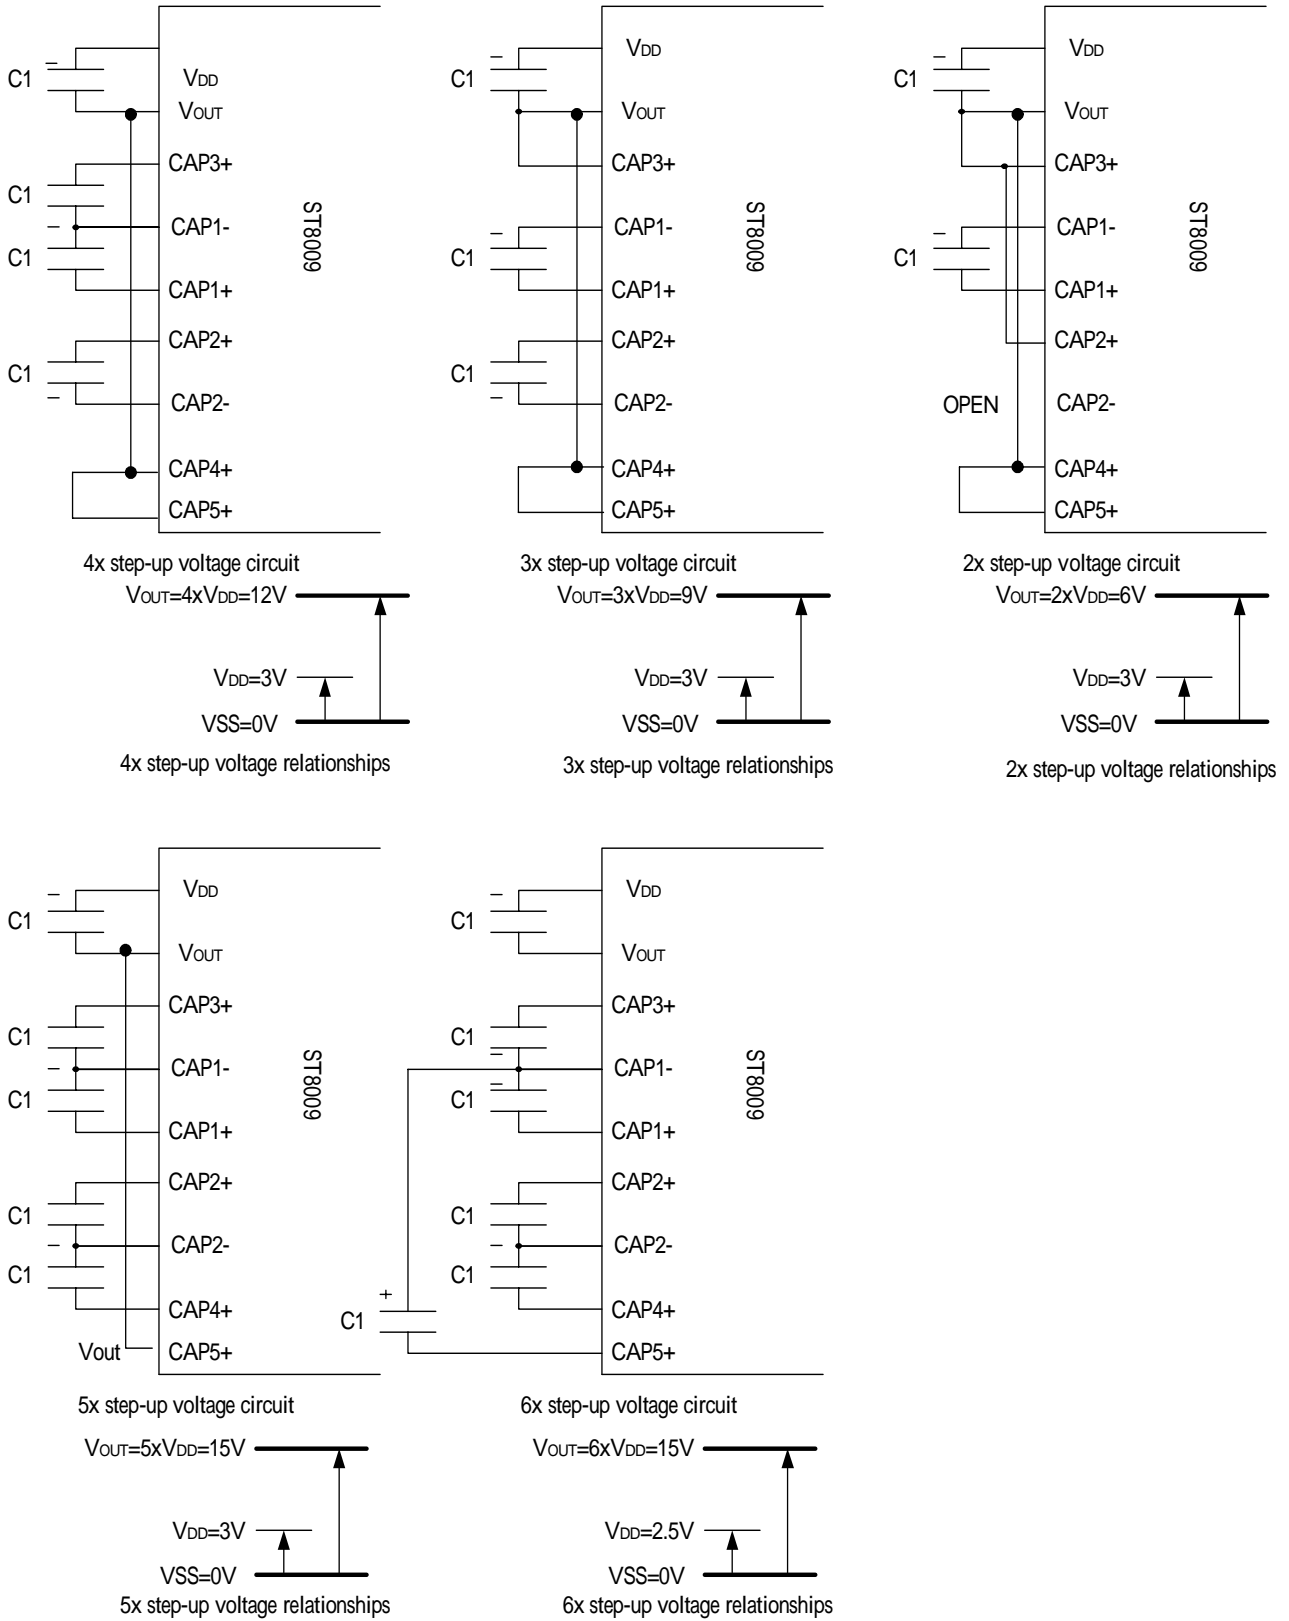 C1
VDD
VOUT
CAP3+
C1
CAP1-
C1
CAP1+
CAP2+
C1
CAP2-
CAP4+
CAP5+
ST8009
4x step-up voltage circuit
VOUT=4xVDD=12V
VDD=3V
VSS=0V
4x step-up voltage relationships
VDD
C1
VOUT
CAP3+
CAP1-
C1
CAP1+
CAP2+
C1
CAP2-
CAP4+
CAP5+
ST8009
3x step-up voltage circuit
VOUT=3xVDD=9V
VDD=3V
VSS=0V
3x step-up voltage relationships
VDD
C1
VOUT
CAP3+
CAP1-
C1
CAP1+
CAP2+
OPEN
CAP2-
CAP4+
CAP5+
ST8009
2x step-up voltage circuit
VOUT=2xVDD=6V
VDD=3V
VSS=0V
2x step-up voltage relationships
VDD
C1
VOUT
CAP3+
C1
CAP1-
C1
CAP1+
CAP2+
C1
CAP2-
C1
CAP4+
Vout
CAP5+
ST8009
5x step-up voltage circuit
VOUT=5xVDD=15V
VDD=3V
VSS=0V
5x step-up voltage relationships
VDD
C1
VOUT
CAP3+
C1
CAP1-
C1
CAP1+
CAP2+
C1
CAP2-
C1
CAP4+
+
C1
CAP5+
ST8009
6x step-up voltage circuit
VOUT=6xVDD=15V
VDD=2.5V
VSS=0V
6x step-up voltage relationships